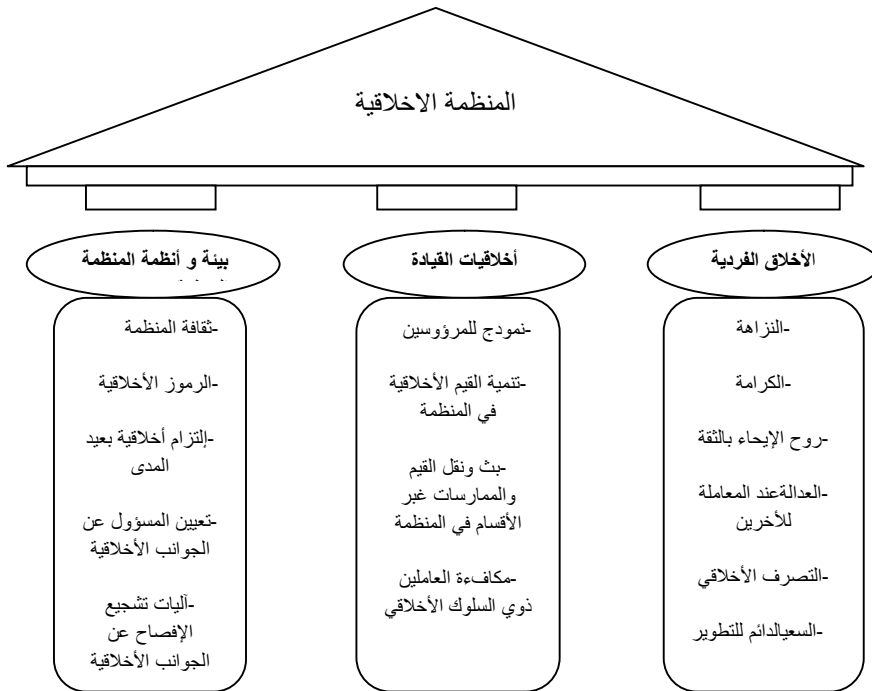 المنظمة الاخلاقية
الأخلاق الفردية
-النزاهة
-الكرامة
-روح الإيحاء بالثقة
-العدالةعند المعاملة
للأخرين
-التصرف الأخلاقي
-السعيالدائم للتطوير
أخلاقيات القيادة
-نمودج للمرؤوسين
-تنمية القيم الأخلاقية
في المنظمة
-بث ونقل القيم
والممارسات غبر
الأقسام في المنظمة
-مكافءة العاملين
ذوي السلوك الأخلاقي
بيئة و أنظمة المنظمة
-ثقافة المنظمة
-الرموز الأخلاقية
-إلتزام أخلاقية بعيد
المدى
-تعيين المسؤول عن
الجوانب الأخلاقية
-آليات تشجيع
الإفصاح عن
الجوانب الأخلاقية